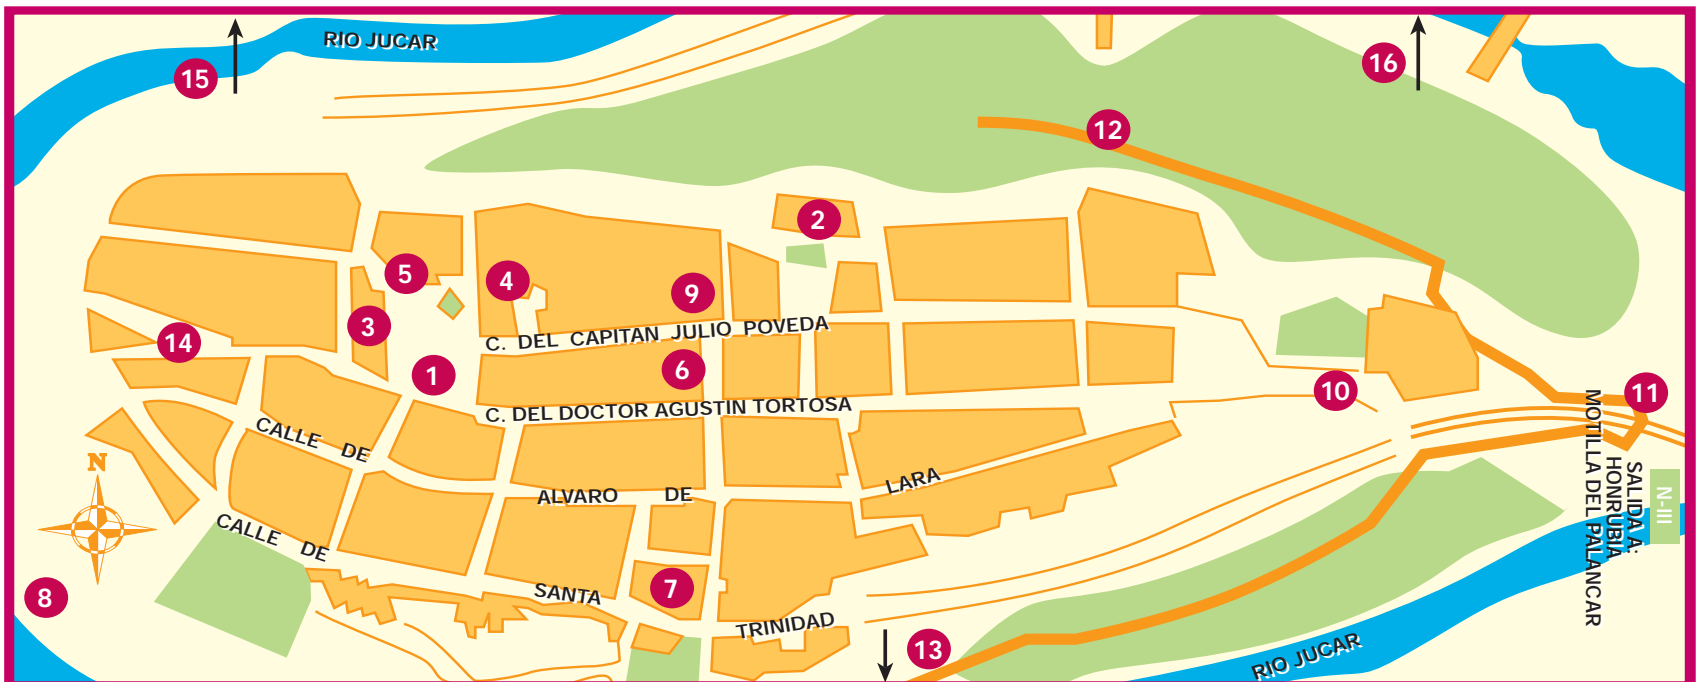 RIO JUCAR
15
16
12
2
5
4
9
3
C. DEL CAPITAN JULIO POVEDA
14
1
6
10
11
C. DEL DOCTOR AGUSTIN TORTOSA
CALLE DE
ALVARO DE
LARA
N
CALLE DE
SANTA
TRINIDAD
7
8
13
RIO JUCAR
SALIDA A:
HONRUBIA
MOTILLA DEL PALANCAR
N-III